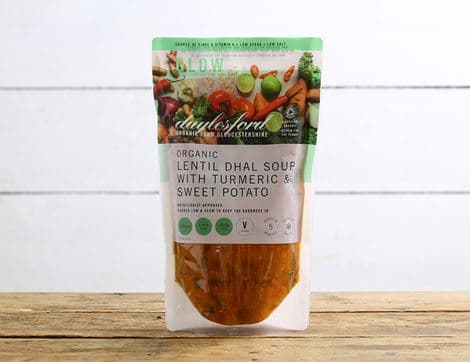 SOURCE OF FIBRE & VITAMIN A • LOW SUGAR • LOW SALT
GLOW
daylesford
ORGANIC FARM, GLOUCESTERSHIRE
ORGANIC
LENTIL DHAL SOUP
WITH TURMERIC &
SWEET POTATO
NUTRITIONIST APPROVED
COOKED LOW & SLOW TO KEEP THE GOODNESS IN
V
5